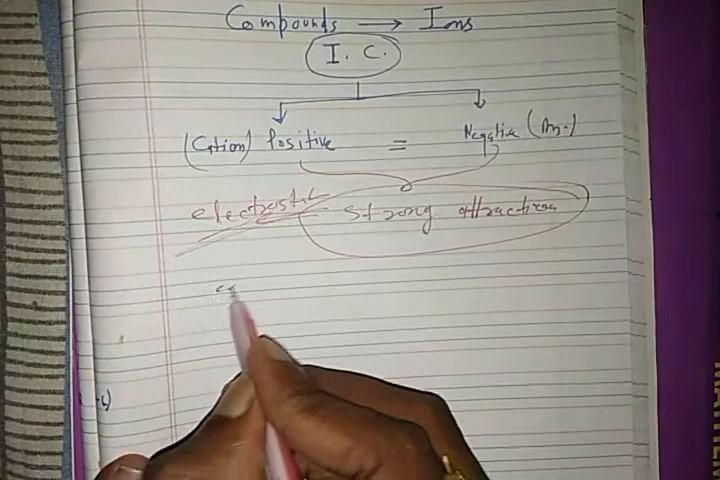 Compounds → Ions
I. C.
(Cation) Positive = Negative (An.)
electrostatic strong attraction
"